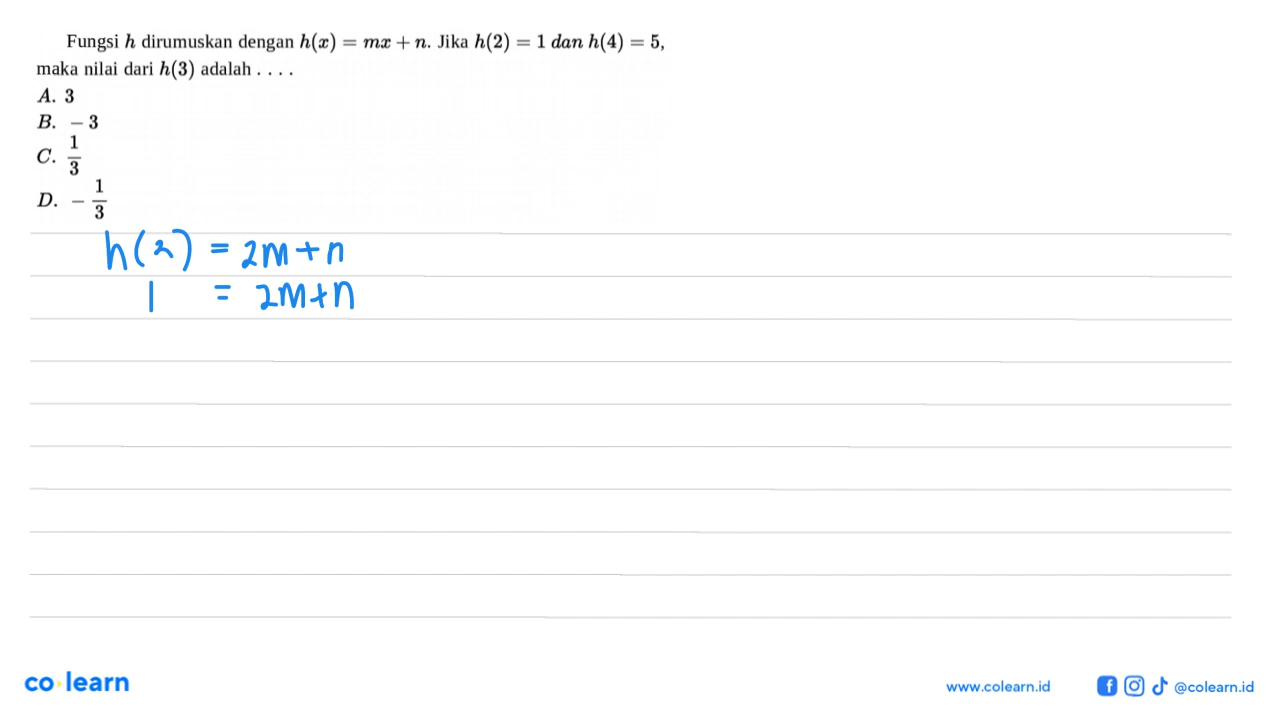 Fungsi h dirumuskan dengan h(x) = mx + n. Jika h(2) = 1 dan h(4) = 5,
maka nilai dari h(3) adalah . . . .
A. 3
B. − 3
C. 1/3
D. − 1/3
h(2) = 2m + n
1 = 2m+n
co learn
www.colearn.id
@colearn.id